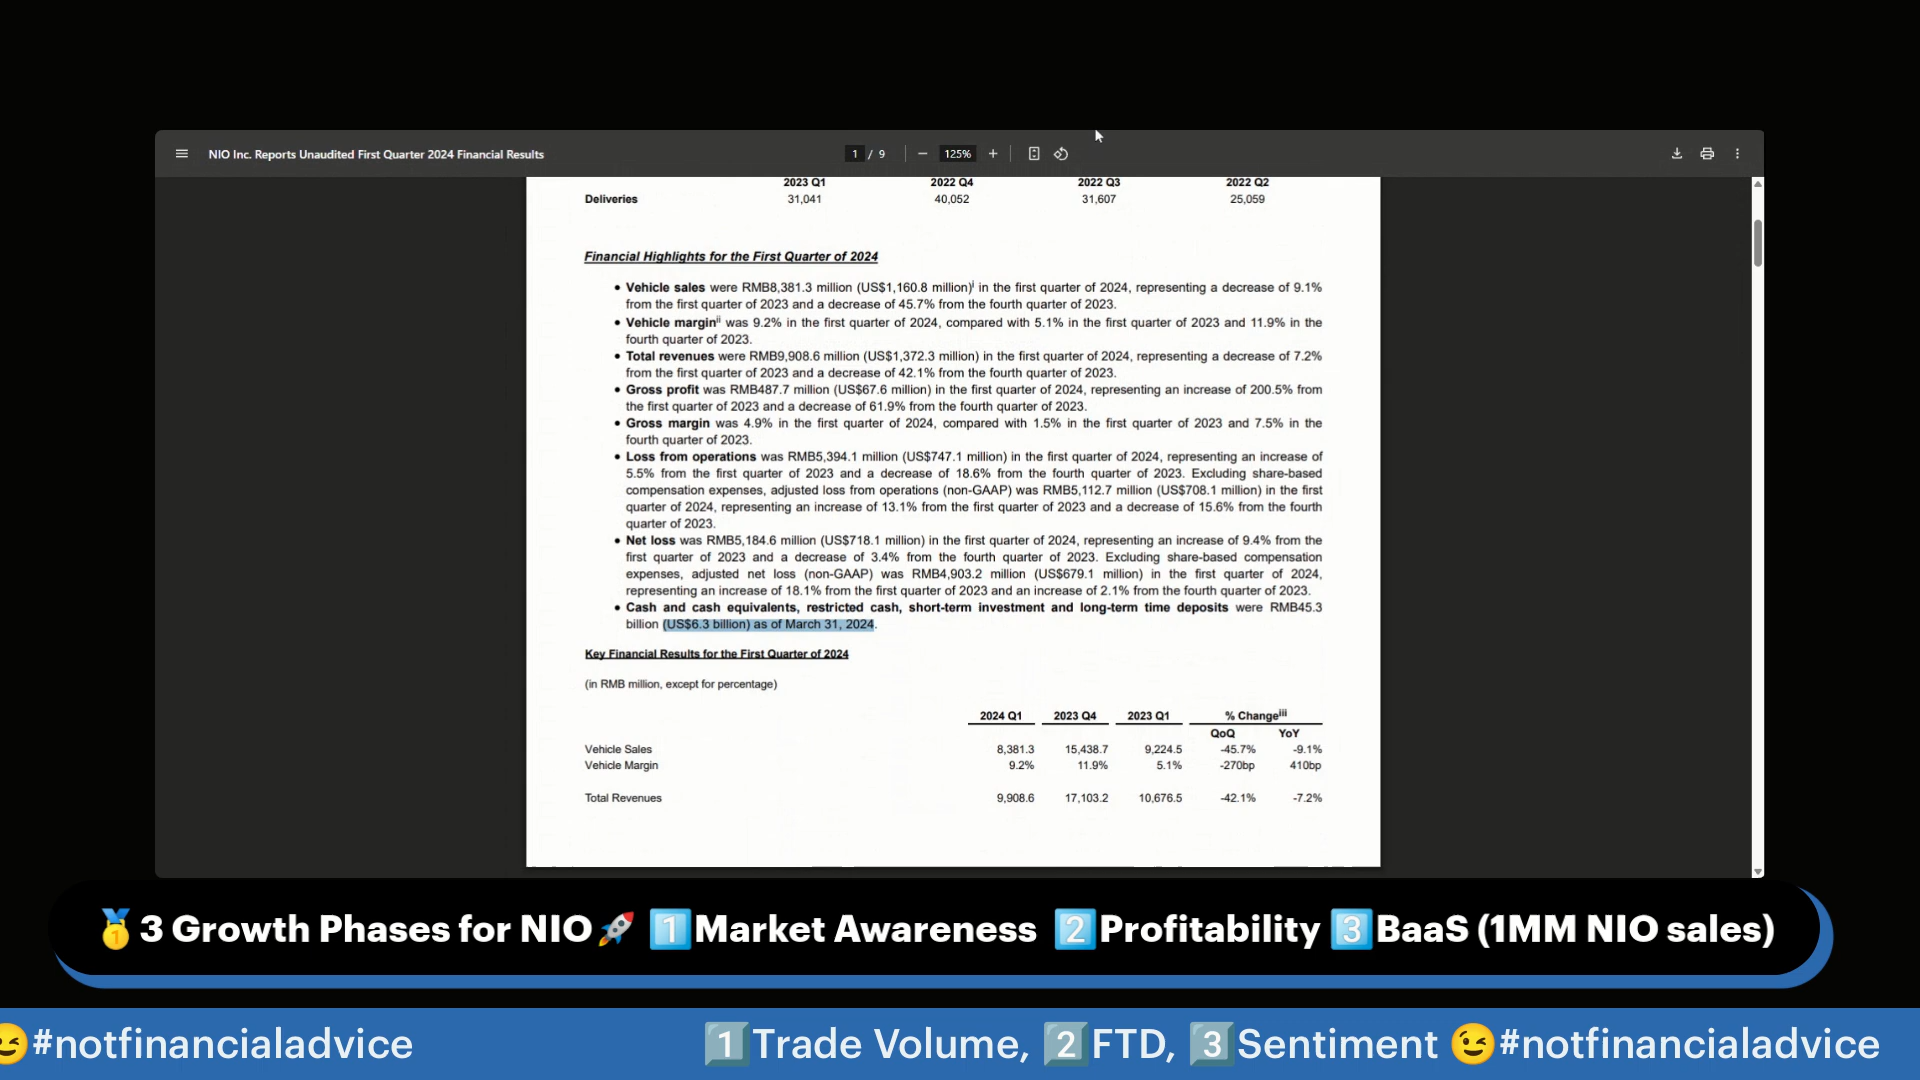 NIO Inc. Reports Unaudited First Quarter 2024 Financial Results
1 / 9
125%
2023 Q1 2022 Q4 2022 Q3 2022 Q2
Deliveries 31,041 40,052 31,607 25,059
Financial Highlights for the First Quarter of 2024
• Vehicle sales were RMB8,381.3 million (US$1,160.8 million)i in the first quarter of 2024, representing a decrease of 9.1%
from the first quarter of 2023 and a decrease of 45.7% from the fourth quarter of 2023.
• Vehicle marginii was 9.2% in the first quarter of 2024, compared with 5.1% in the first quarter of 2023 and 11.9% in the
fourth quarter of 2023.
• Total revenues were RMB9,908.6 million (US$1,372.3 million) in the first quarter of 2024, representing a decrease of 7.2%
from the first quarter of 2023 and a decrease of 42.1% from the fourth quarter of 2023.
• Gross profit was RMB487.7 million (US$67.6 million) in the first quarter of 2024, representing an increase of 200.5% from
the first quarter of 2023 and a decrease of 61.9% from the fourth quarter of 2023.
• Gross margin was 4.9% in the first quarter of 2024, compared with 1.5% in the first quarter of 2023 and 7.5% in the
fourth quarter of 2023.
• Loss from operations was RMB5,394.1 million (US$747.1 million) in the first quarter of 2024, representing an increase of
5.5% from the first quarter of 2023 and a decrease of 18.6% from the fourth quarter of 2023. Excluding share-based
compensation expenses, adjusted loss from operations (non-GAAP) was RMB5,112.7 million (US$708.1 million) in the first
quarter of 2024, representing an increase of 13.1% from the first quarter of 2023 and a decrease of 15.6% from the fourth
quarter of 2023.
• Net loss was RMB5,184.6 million (US$718.1 million) in the first quarter of 2024, representing an increase of 9.4% from the
first quarter of 2023 and a decrease of 3.4% from the fourth quarter of 2023. Excluding share-based compensation
expenses, adjusted net loss (non-GAAP) was RMB4,903.2 million (US$679.1 million) in the first quarter of 2024,
representing an increase of 18.1% from the first quarter of 2023 and an increase of 2.1% from the fourth quarter of 2023.
• Cash and cash equivalents, restricted cash, short-term investment and long-term time deposits were RMB45.3
billion (US$6.3 billion) as of March 31, 2024.
Key Financial Results for the First Quarter of 2024
(in RMB million, except for percentage)
2024 Q1 2023 Q4 2023 Q1 % Changeiii
QoQ YoY
Vehicle Sales 8,381.3 15,438.7 9,224.5 -45.7% -9.1%
Vehicle Margin 9.2% 11.9% 5.1% -270bp 410bp
Total Revenues 9,908.6 17,103.2 10,676.5 -42.1% -7.2%
🥇3 Growth Phases for NIO🚀 1️⃣Market Awareness 2️⃣Profitability 3️⃣BaaS (1MM NIO sales)
😉#notfinancialadvice 1️⃣Trade Volume, 2️⃣FTD, 3️⃣Sentiment 😉#notfinancialadvice